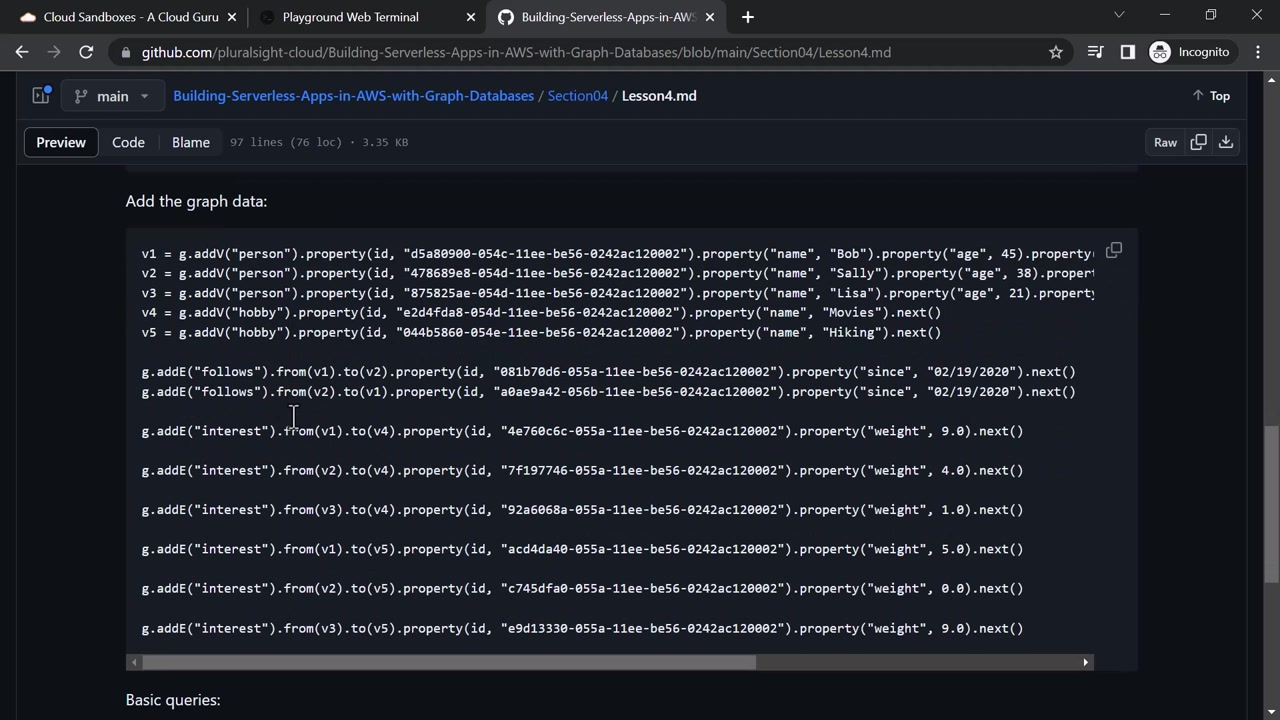 Cloud Sandboxes - A Cloud Guru
Playground Web Terminal
Building-Serverless-Apps-in-AWS
github.com/pluralsight-cloud/Building-Serverless-Apps-in-AWS-with-Graph-Databases/blob/main/Section04/Lesson4.md
Incognito
main
Building-Serverless-Apps-in-AWS-with-Graph-Databases / Section04 / Lesson4.md
Top
Preview
Code
Blame
97 lines (76 loc) · 3.35 KB
Raw
Add the graph data:
v1 = g.addV("person").property(id, "d5a80900-054c-11ee-be56-0242ac120002").property("name", "Bob").property("age", 45).property(
v2 = g.addV("person").property(id, "478689e8-054d-11ee-be56-0242ac120002").property("name", "Sally").property("age", 38).propert
v3 = g.addV("person").property(id, "875825ae-054d-11ee-be56-0242ac120002").property("name", "Lisa").property("age", 21).property
v4 = g.addV("hobby").property(id, "e2d4fda8-054d-11ee-be56-0242ac120002").property("name", "Movies").next()
v5 = g.addV("hobby").property(id, "044b5860-054e-11ee-be56-0242ac120002").property("name", "Hiking").next()
g.addE("follows").from(v1).to(v2).property(id, "081b70d6-055a-11ee-be56-0242ac120002").property("since", "02/19/2020").next()
g.addE("follows").from(v2).to(v1).property(id, "a0ae9a42-056b-11ee-be56-0242ac120002").property("since", "02/19/2020").next()
g.addE("interest").from(v1).to(v4).property(id, "4e760c6c-055a-11ee-be56-0242ac120002").property("weight", 9.0).next()
g.addE("interest").from(v2).to(v4).property(id, "7f197746-055a-11ee-be56-0242ac120002").property("weight", 4.0).next()
g.addE("interest").from(v3).to(v4).property(id, "92a6068a-055a-11ee-be56-0242ac120002").property("weight", 1.0).next()
g.addE("interest").from(v1).to(v5).property(id, "acd4da40-055a-11ee-be56-0242ac120002").property("weight", 5.0).next()
g.addE("interest").from(v2).to(v5).property(id, "c745dfa0-055a-11ee-be56-0242ac120002").property("weight", 0.0).next()
g.addE("interest").from(v3).to(v5).property(id, "e9d13330-055a-11ee-be56-0242ac120002").property("weight", 9.0).next()
Basic queries: